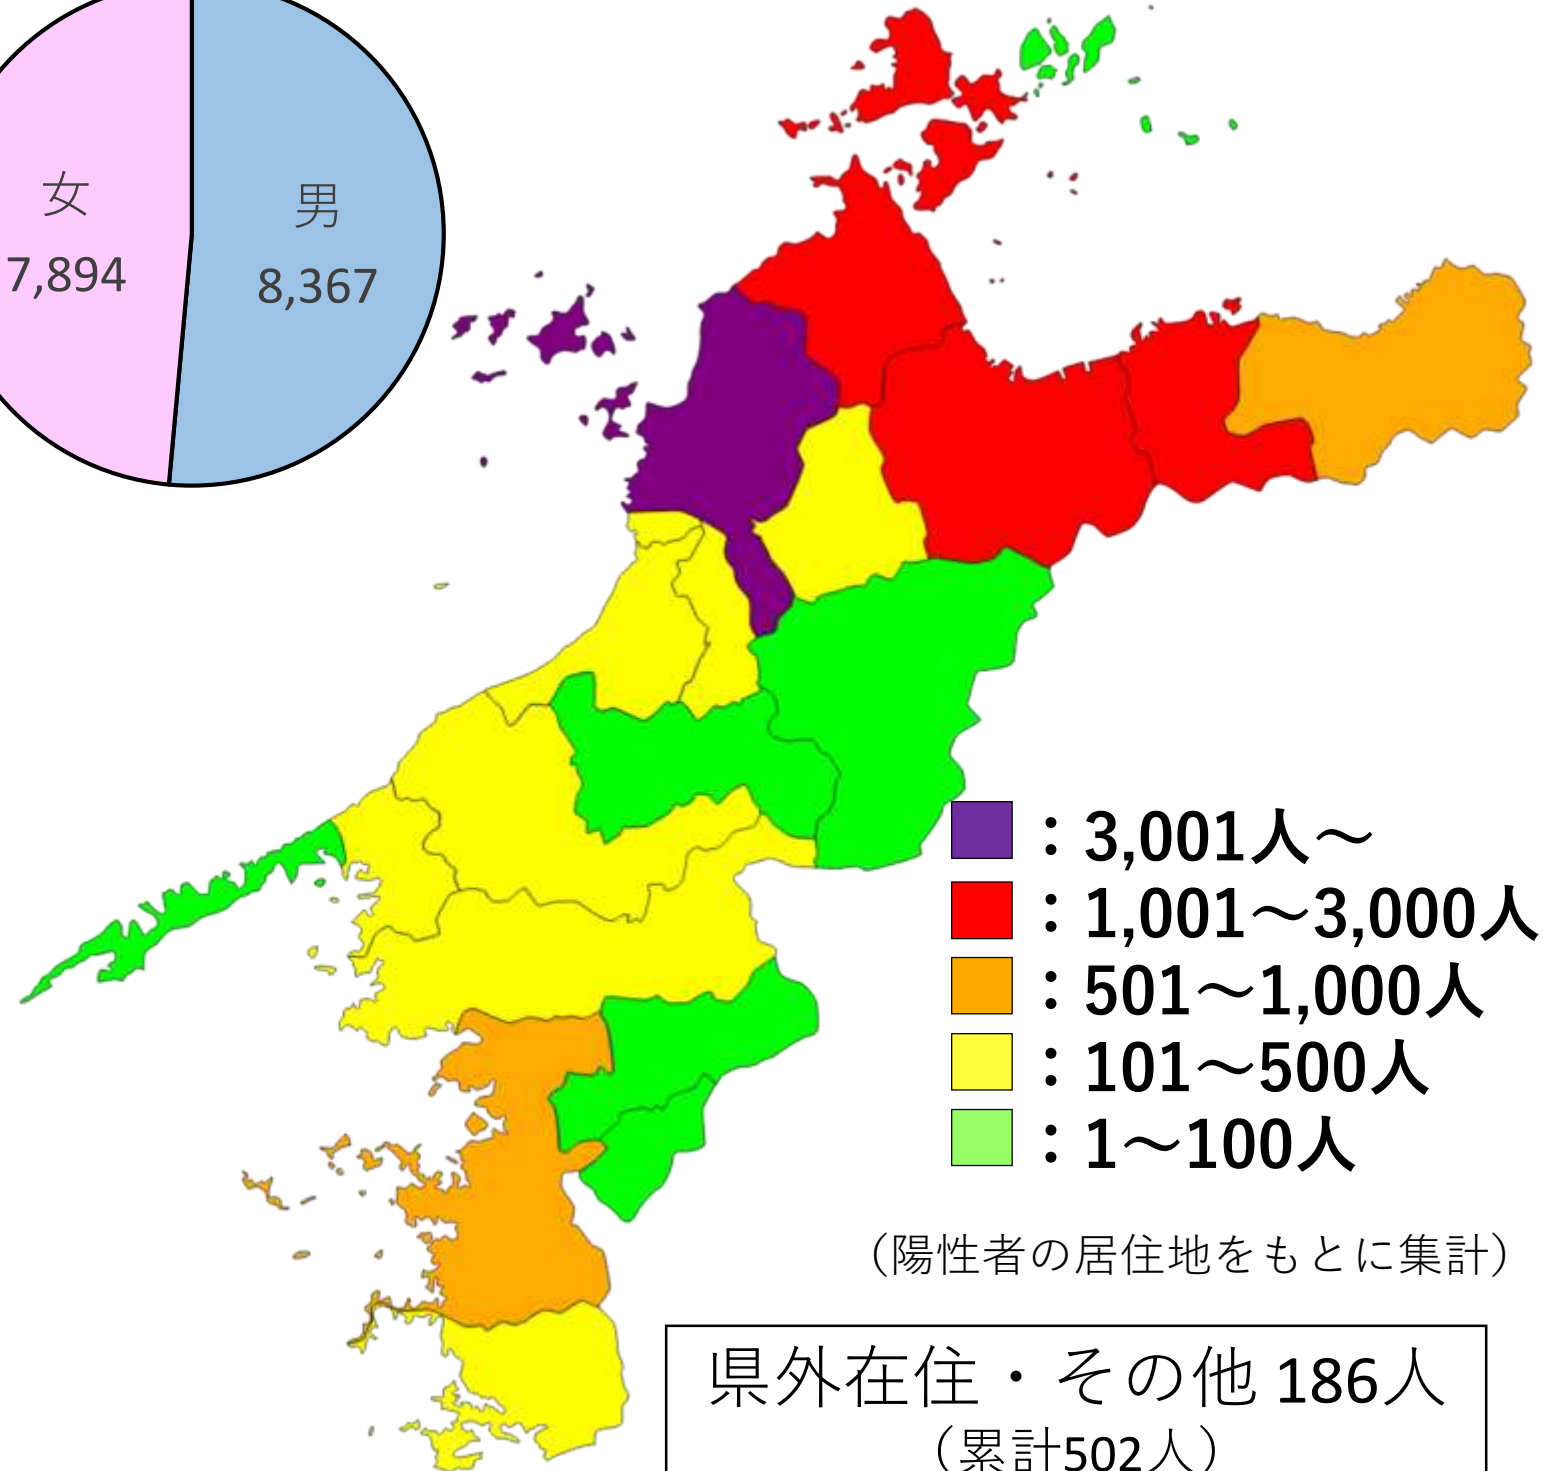 女
7,894
男
8,367
：3,001人～
：1,001～3,000人
：501～1,000人
：101～500人
：1～100人
（陽性者の居住地をもとに集計）
県外在住・その他 186人
（累計502人）